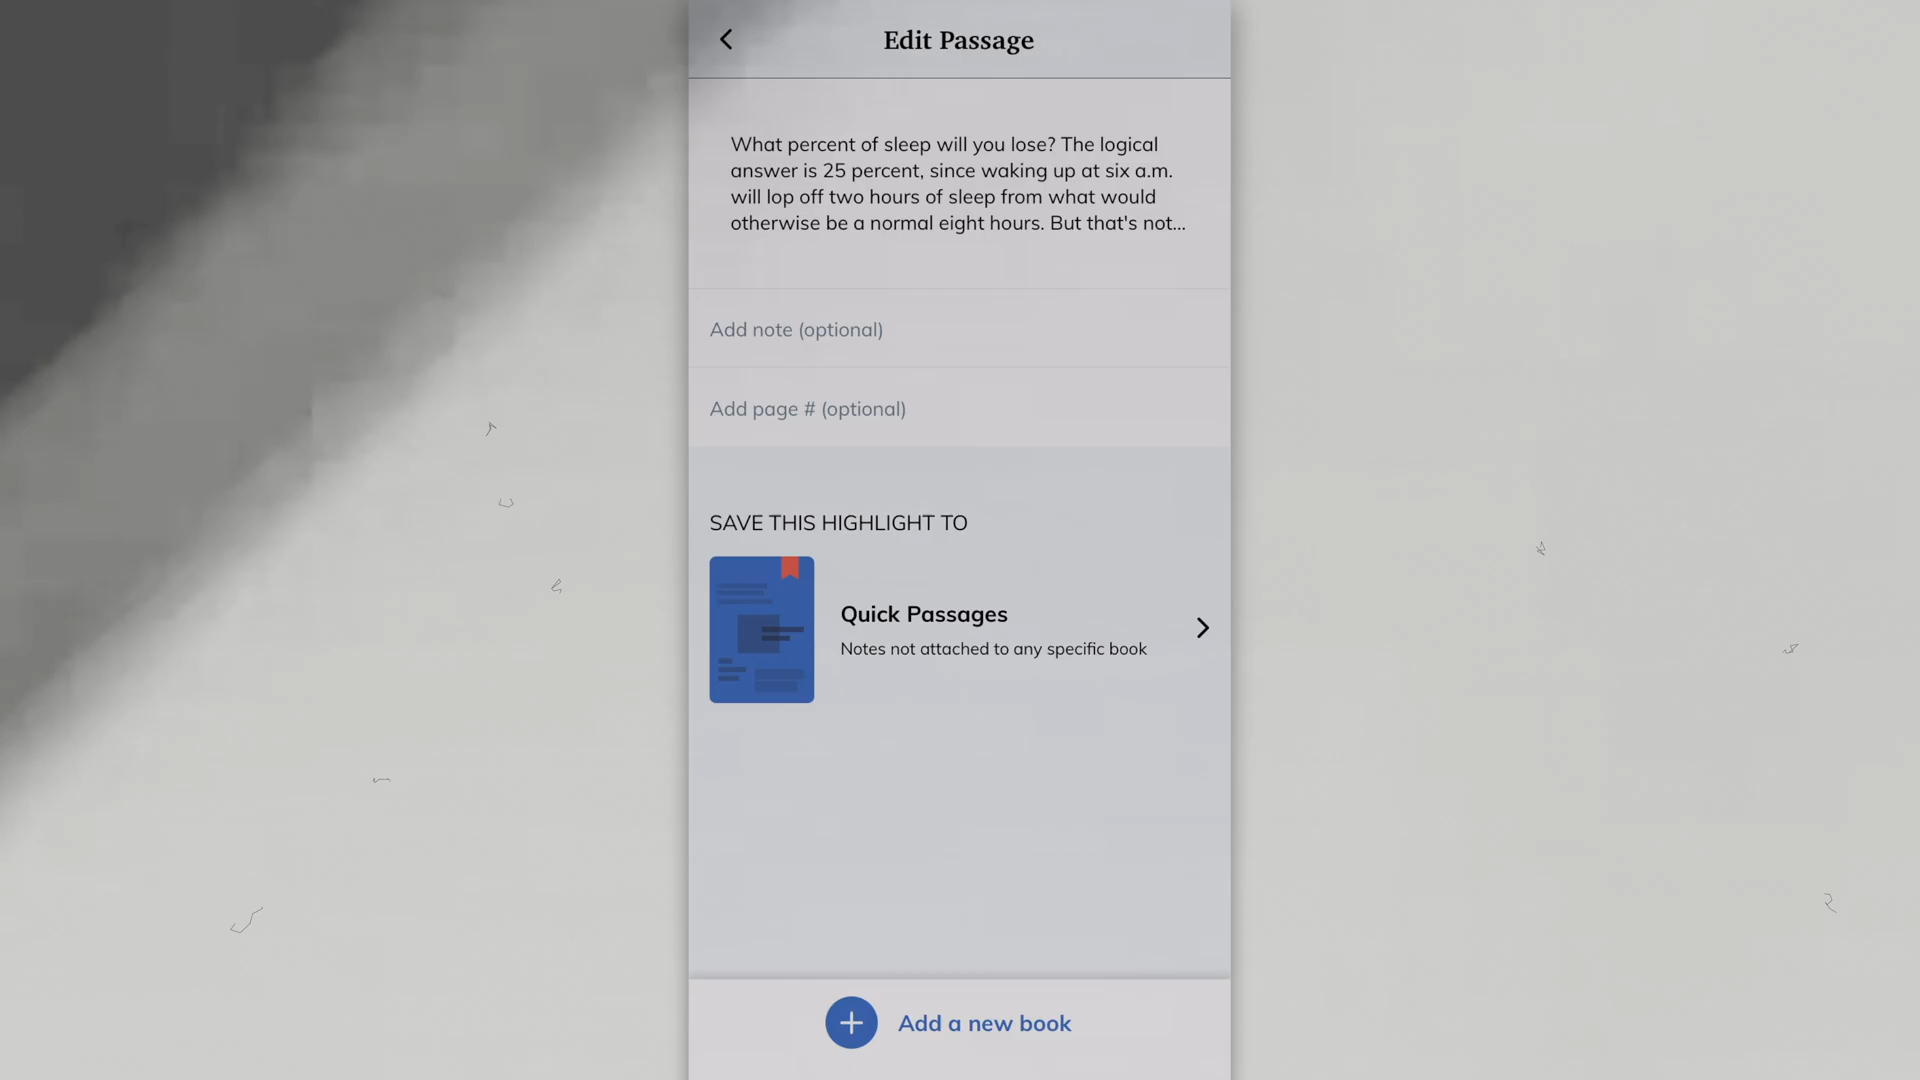 Edit Passage
What percent of sleep will you lose? The logical
answer is 25 percent, since waking up at six a.m.
will lop off two hours of sleep from what would
otherwise be a normal eight hours. But that's not...
Add note (optional)
Add page # (optional)
SAVE THIS HIGHLIGHT TO
Quick Passages
Notes not attached to any specific book
Add a new book